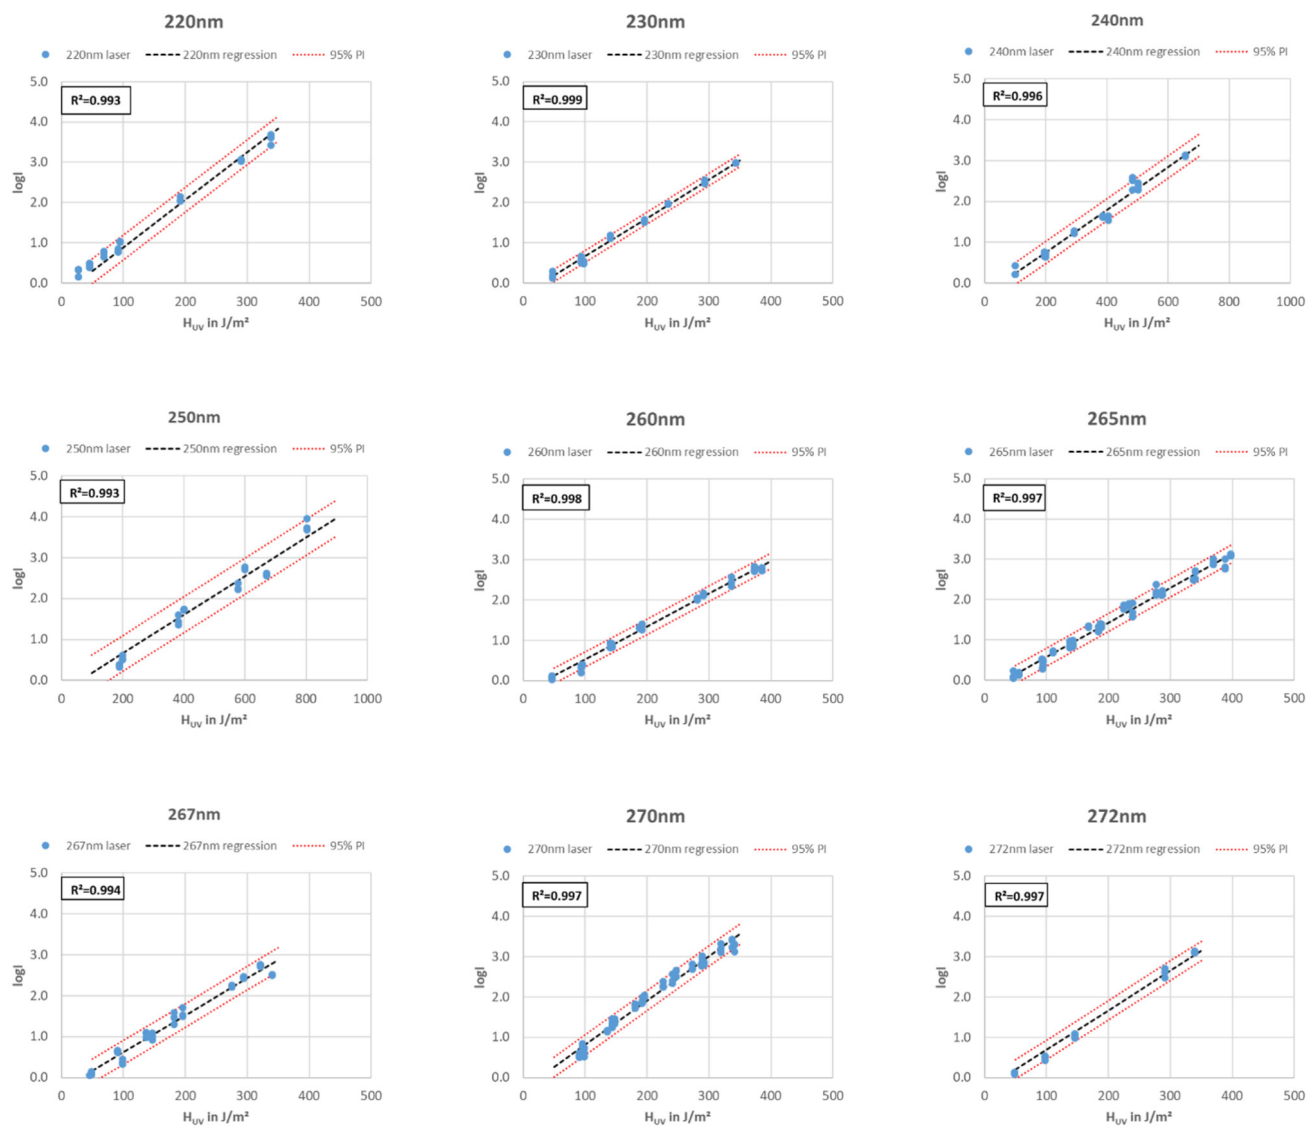 220nm
220nm laser 220nm regression 95% PI
R²=0.993
logI
5.0
4.0
3.0
2.0
1.0
0.0
0 100 200 300 400 500
H_UV in J/m²
230nm
230nm laser 230nm regression 95% PI
R²=0.999
logI
5.0
4.0
3.0
2.0
1.0
0.0
0 100 200 300 400 500
H_UV in J/m²
240nm
240nm laser 240nm regression 95% PI
R²=0.996
logI
5.0
4.0
3.0
2.0
1.0
0.0
0 200 400 600 800 1000
H_UV in J/m²
250nm
250nm laser 250nm regression 95% PI
R²=0.993
logI
5.0
4.0
3.0
2.0
1.0
0.0
0 200 400 600 800 1000
H_UV in J/m²
260nm
260nm laser 260nm regression 95% PI
R²=0.998
logI
5.0
4.0
3.0
2.0
1.0
0.0
0 100 200 300 400 500
H_UV in J/m²
265nm
265nm laser 265nm regression 95% PI
R²=0.997
logI
5.0
4.0
3.0
2.0
1.0
0.0
0 100 200 300 400 500
H_UV in J/m²
267nm
267nm laser 267nm regression 95% PI
R²=0.994
logI
5.0
4.0
3.0
2.0
1.0
0.0
0 100 200 300 400 500
H_UV in J/m²
270nm
270nm laser 270nm regression 95% PI
R²=0.997
logI
5.0
4.0
3.0
2.0
1.0
0.0
0 100 200 300 400 500
H_UV in J/m²
272nm
272nm laser 272nm regression 95% PI
R²=0.997
logI
5.0
4.0
3.0
2.0
1.0
0.0
0 100 200 300 400 500
H_UV in J/m²